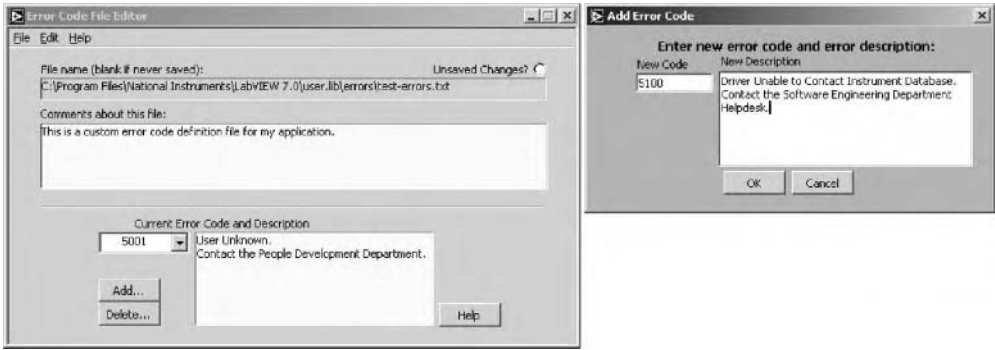 Error Code File Editor
File Edit Help
File name (blank if never saved):
Unsaved Changes?
C:\Program Files\National Instruments\LabVIEW 7.0\user.lib\errors\test-errors.txt
Comments about this file:
This is a custom error code definition file for my application.
Current Error Code and Description
5001
User Unknown.
Contact the People Development Department.
Add...
Delete...
Help
Add Error Code
Enter new error code and error description:
New Code
New Description
5100
Driver Unable to Contact Instrument Database.
Contact the Software Engineering Department
Helpdesk.
OK
Cancel